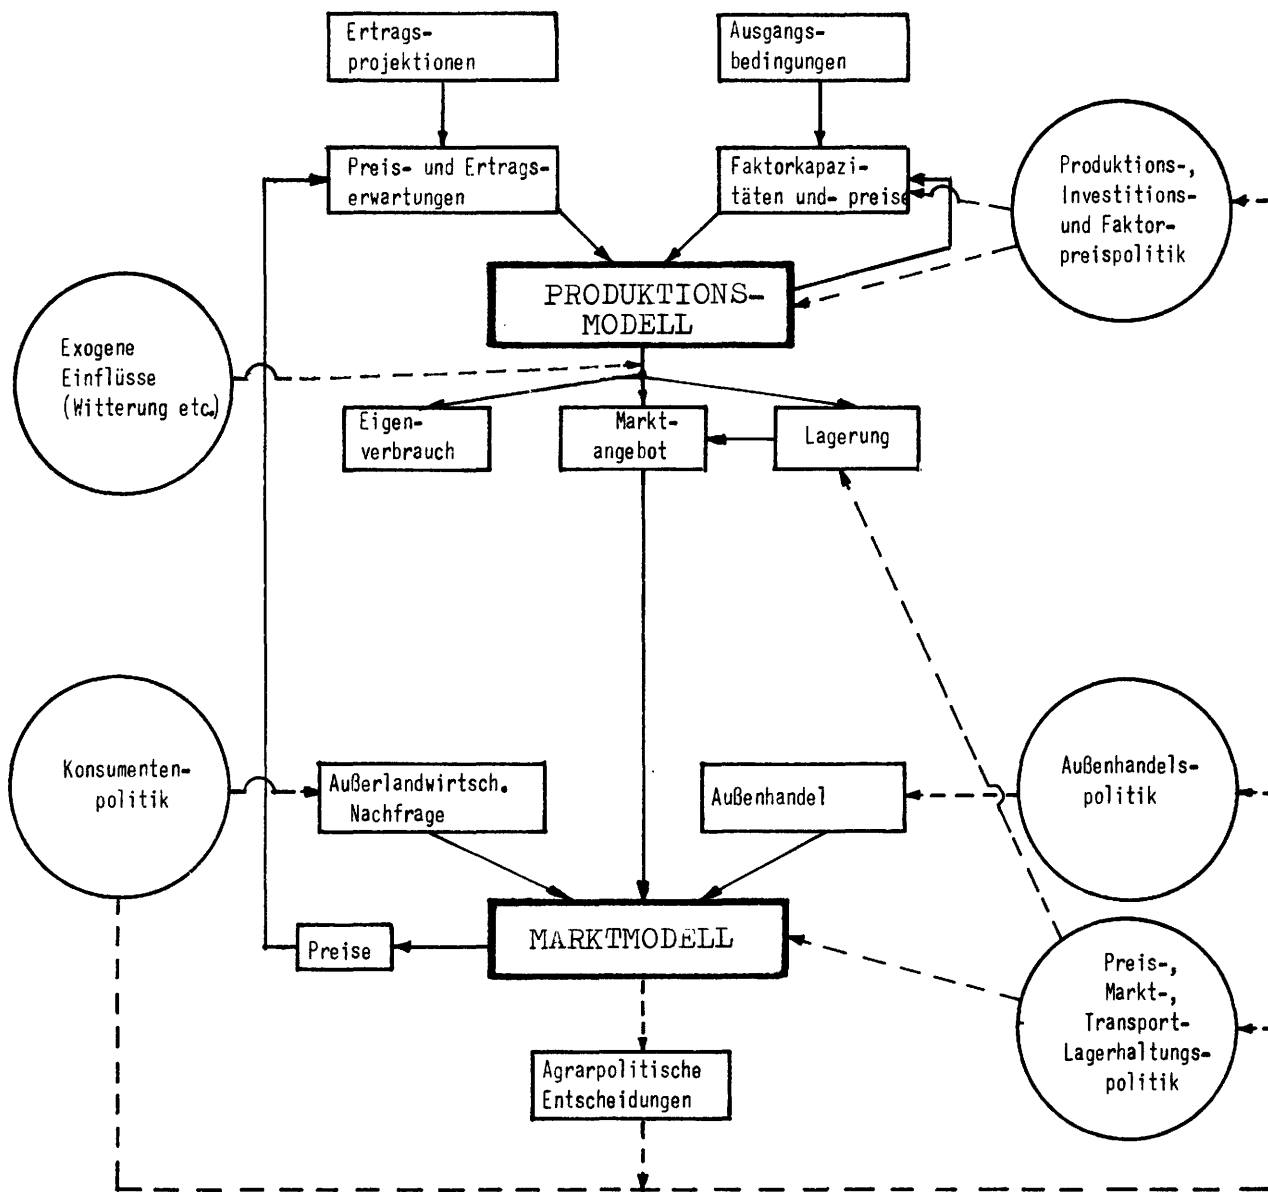 Ertrags-
projektionen
Ausgangs-
bedingungen
Preis- und Ertrags-
erwartungen
Faktorkapazi-
täten und- preise
Produktions-,
Investitions-
und Faktor-
preispolitik
PRODUKTIONS-
MODELL
Exogene
Einflüsse
(Witterung etc.)
Eigen-
verbrauch
Markt-
angebot
Lagerung
Konsumenten-
politik
Außerlandwirtsch.
Nachfrage
Außenhandel
Außenhandels-
politik
Preise
MARKTMODELL
Preis-,
Markt-,
Transport-
Lagerhaltungs-
politik
Agrarpolitische
Entscheidungen